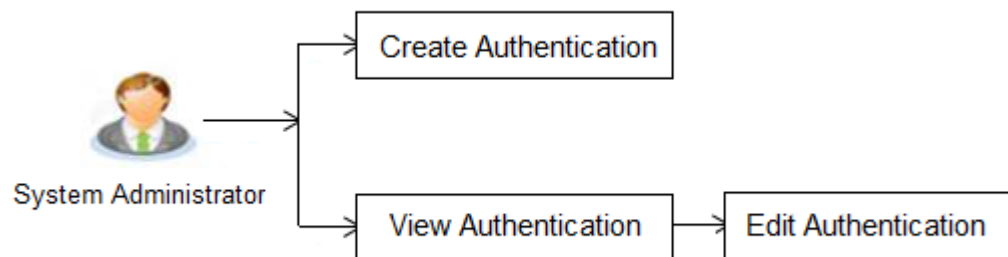 Create Authentication
System Administrator
View Authentication
Edit Authentication